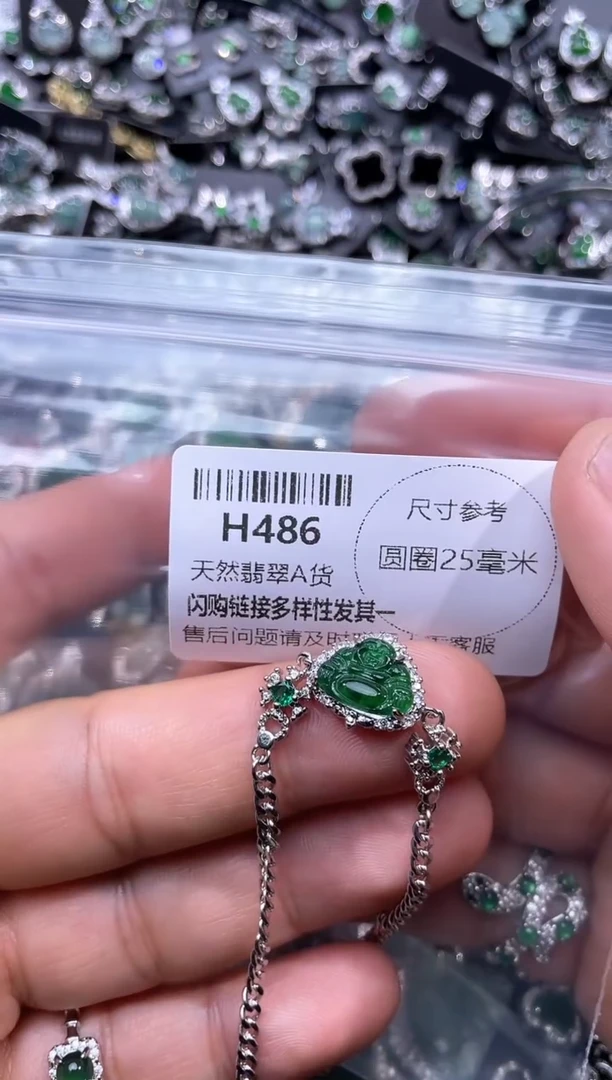 H486
天然翡翠A货
闪购链接多样性发其一
售后问题请及时 客服
尺寸参考
圆圈25毫米